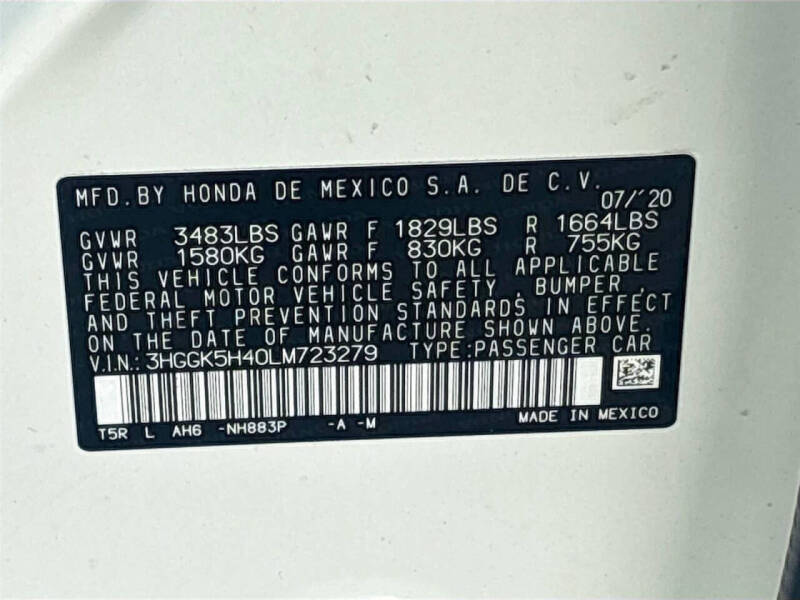 MFD.BY HONDA DE MEXICO S.A. DE C.V.
07/'20
GVWR 3483LBS GAWR F 1829LBS R 1664LBS
GVWR 1580KG GAWR F 830KG R 755KG
THIS VEHICLE CONFORMS TO ALL APPLICABLE
FEDERAL MOTOR VEHICLE SAFETY, BUMPER,
AND THEFT PREVENTION STANDARDS IN EFFECT
ON THE DATE OF MANUFACTURE SHOWN ABOVE.
V.I.N.:3HGGK5H40LM723279 TYPE:PASSENGER CAR
T5R L AH6 -NH883P -A -M MADE IN MEXICO